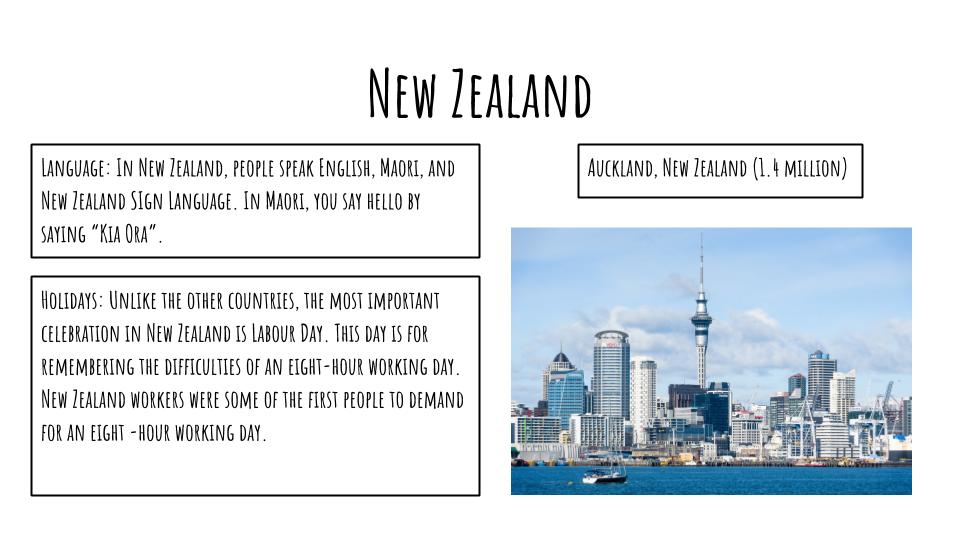 New Zealand
Language: In New Zealand, people speak English, Maori, and
New Zealand SIgn Language. In Maori, you say hello by
saying “Kia Ora”.
Auckland, New Zealand (1.4 million)
Holidays: Unlike the other countries, the most important
celebration in New Zealand is Labour Day. This day is for
remembering the difficulties of an eight-hour working day.
New Zealand workers were some of the first people to demand
for an eight -hour working day.